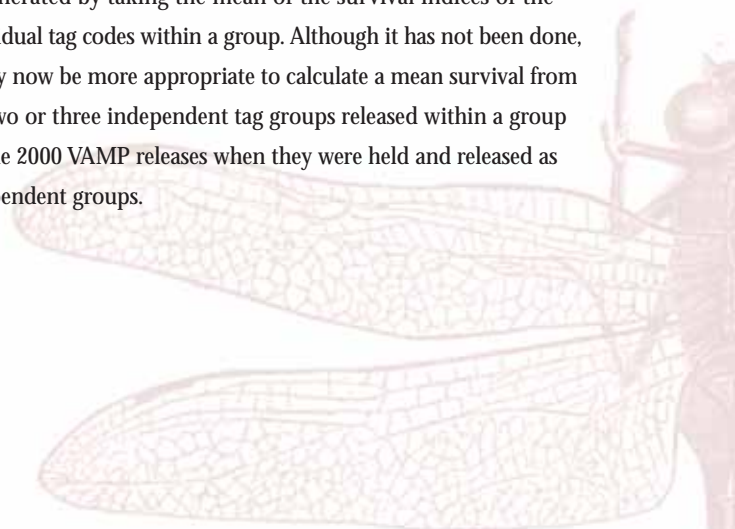 nerated by taking the mean of the survival indices of the
idual tag codes within a group. Although it has not been done,
y now be more appropriate to calculate a mean survival from
wo or three independent tag groups released within a group
e 2000 VAMP releases when they were held and released as
pendent groups.